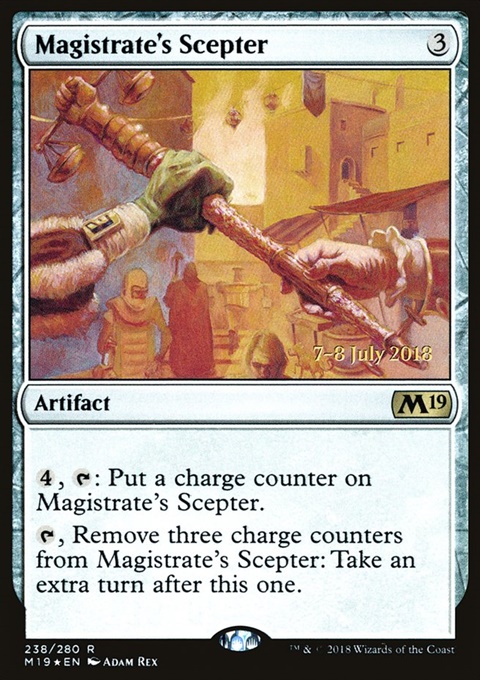 Magistrate's Scepter 3
7-8 July 2018
Artifact M19
4, : Put a charge counter on
Magistrate's Scepter.
, Remove three charge counters
from Magistrate's Scepter: Take an
extra turn after this one.
238/280 R
M19★EN Adam Rex
™ & © 2018 Wizards of the Coast